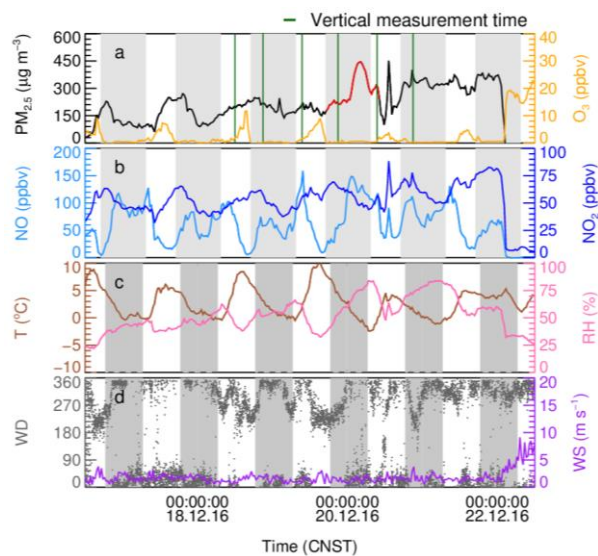 Vertical measurement time
600
450
300
150
0
PM2.5 (µg m⁻³)
a
40
30
20
10
0
O3 (ppbv)
200
150
100
50
0
NO (ppbv)
b
100
75
50
25
0
NO2 (ppbv)
10
5
0
−5
−10
T (°C)
c
100
75
50
25
0
RH (%)
360
270
180
90
0
WD
d
20
15
10
5
0
WS (m s⁻¹)
00:00:00 00:00:00 22:00:00
18.12.16 20.12.16 22.12.16
Time (CNST)